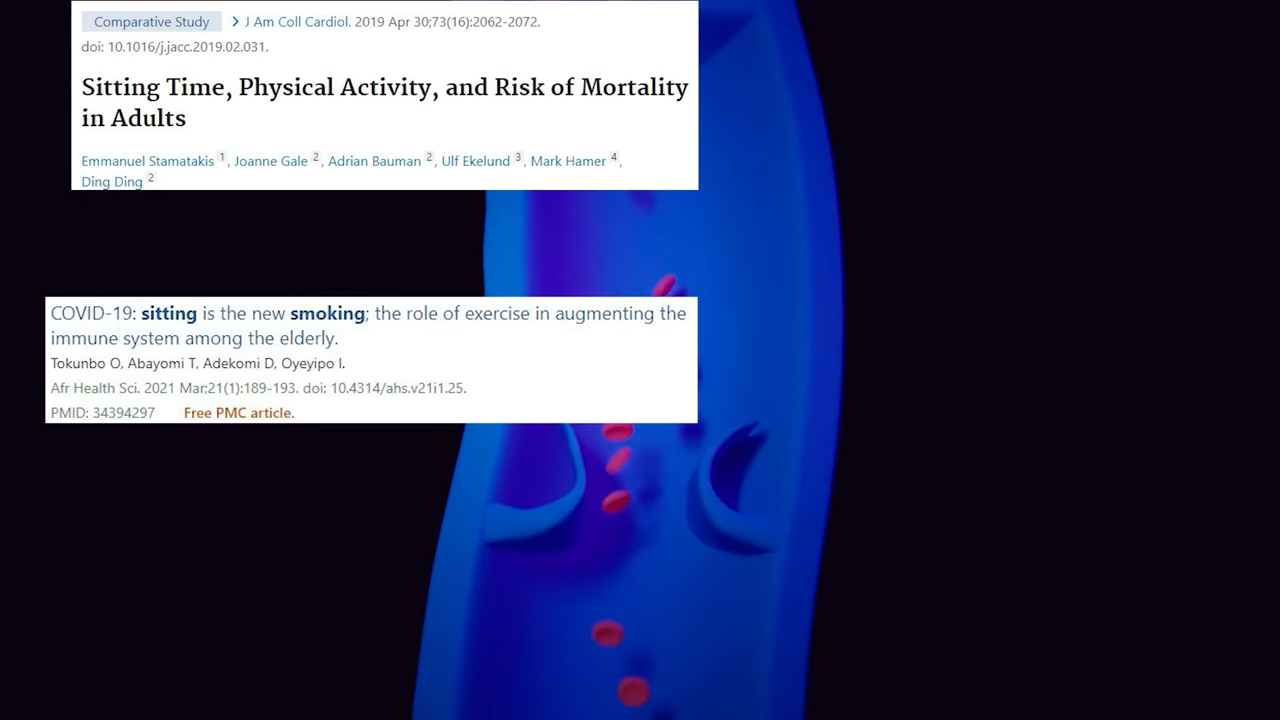 Comparative Study > J Am Coll Cardiol. 2019 Apr 30;73(16):2062-2072.
doi: 10.1016/j.jacc.2019.02.031.
Sitting Time, Physical Activity, and Risk of Mortality
in Adults
Emmanuel Stamatakis 1, Joanne Gale 2, Adrian Bauman 2, Ulf Ekelund 3, Mark Hamer 4,
Ding Ding 2
COVID-19: sitting is the new smoking; the role of exercise in augmenting the
immune system among the elderly.
Tokunbo O, Abayomi T, Adekomi D, Oyeyipo I.
Afr Health Sci. 2021 Mar;21(1):189-193. doi: 10.4314/ahs.v21i1.25.
PMID: 34394297 Free PMC article.